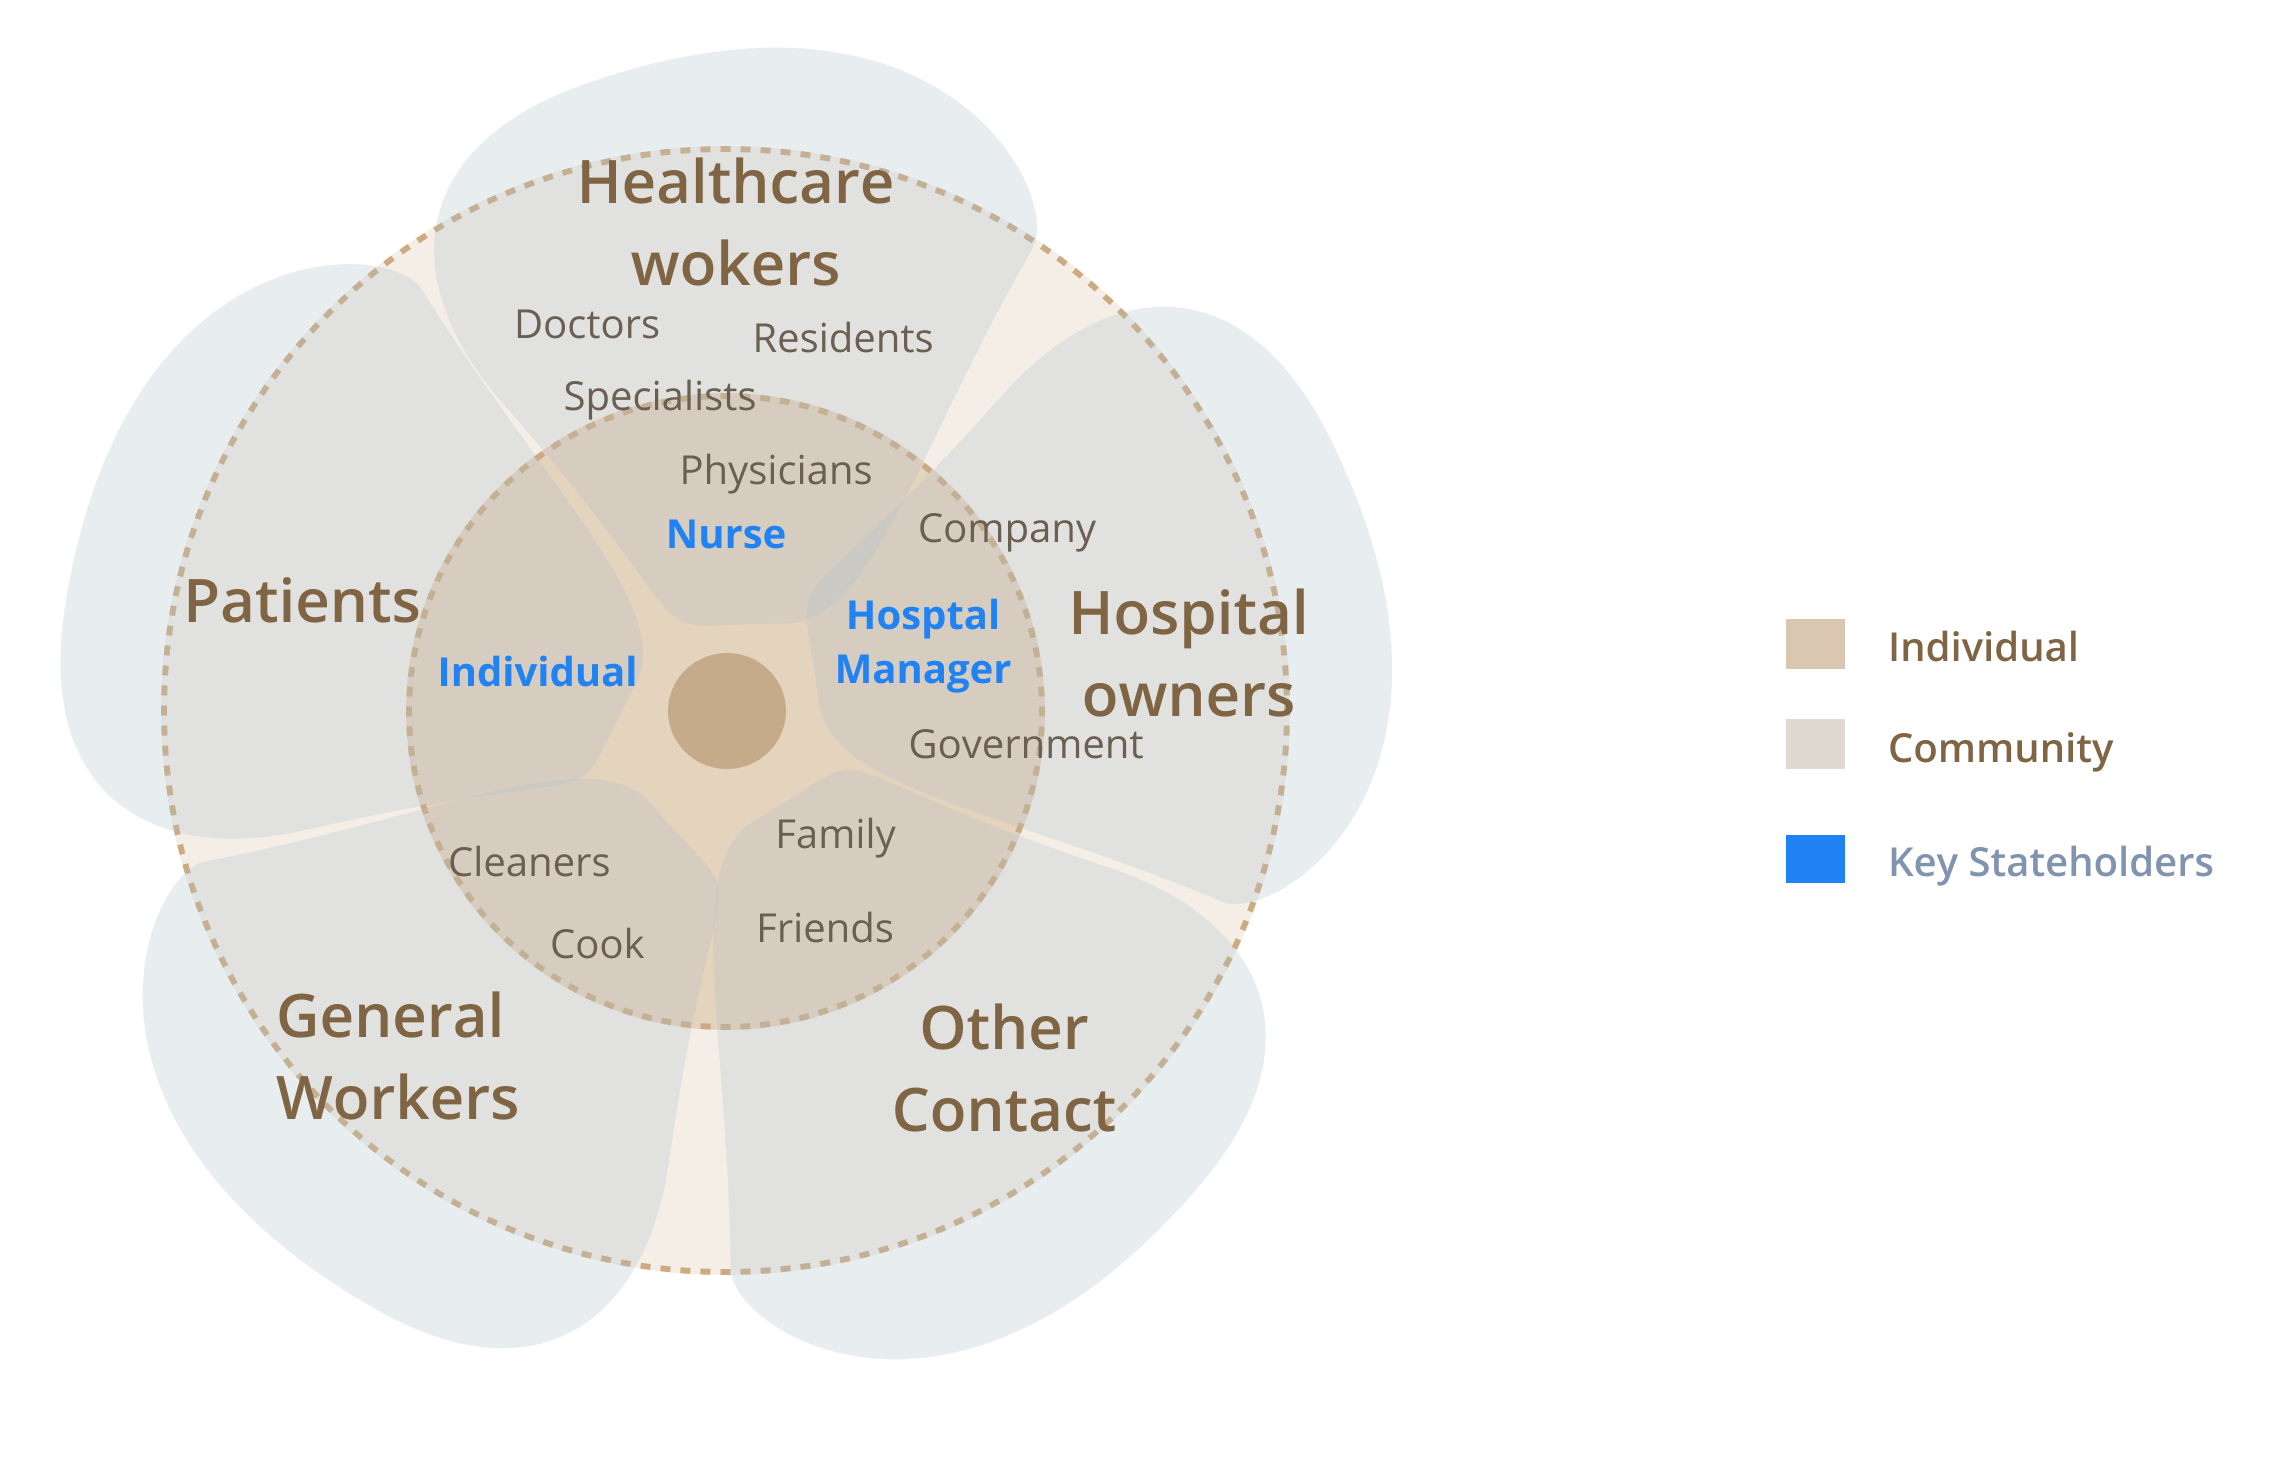 Healthcare
wokers
Doctors
Residents
Specialists
Physicians
Nurse
Company
Hosptal
Manager
Hospital
owners
Government
Patients
Individual
Family
Friends
Cleaners
Cook
General
Workers
Other
Contact
Individual
Community
Key Stateholders